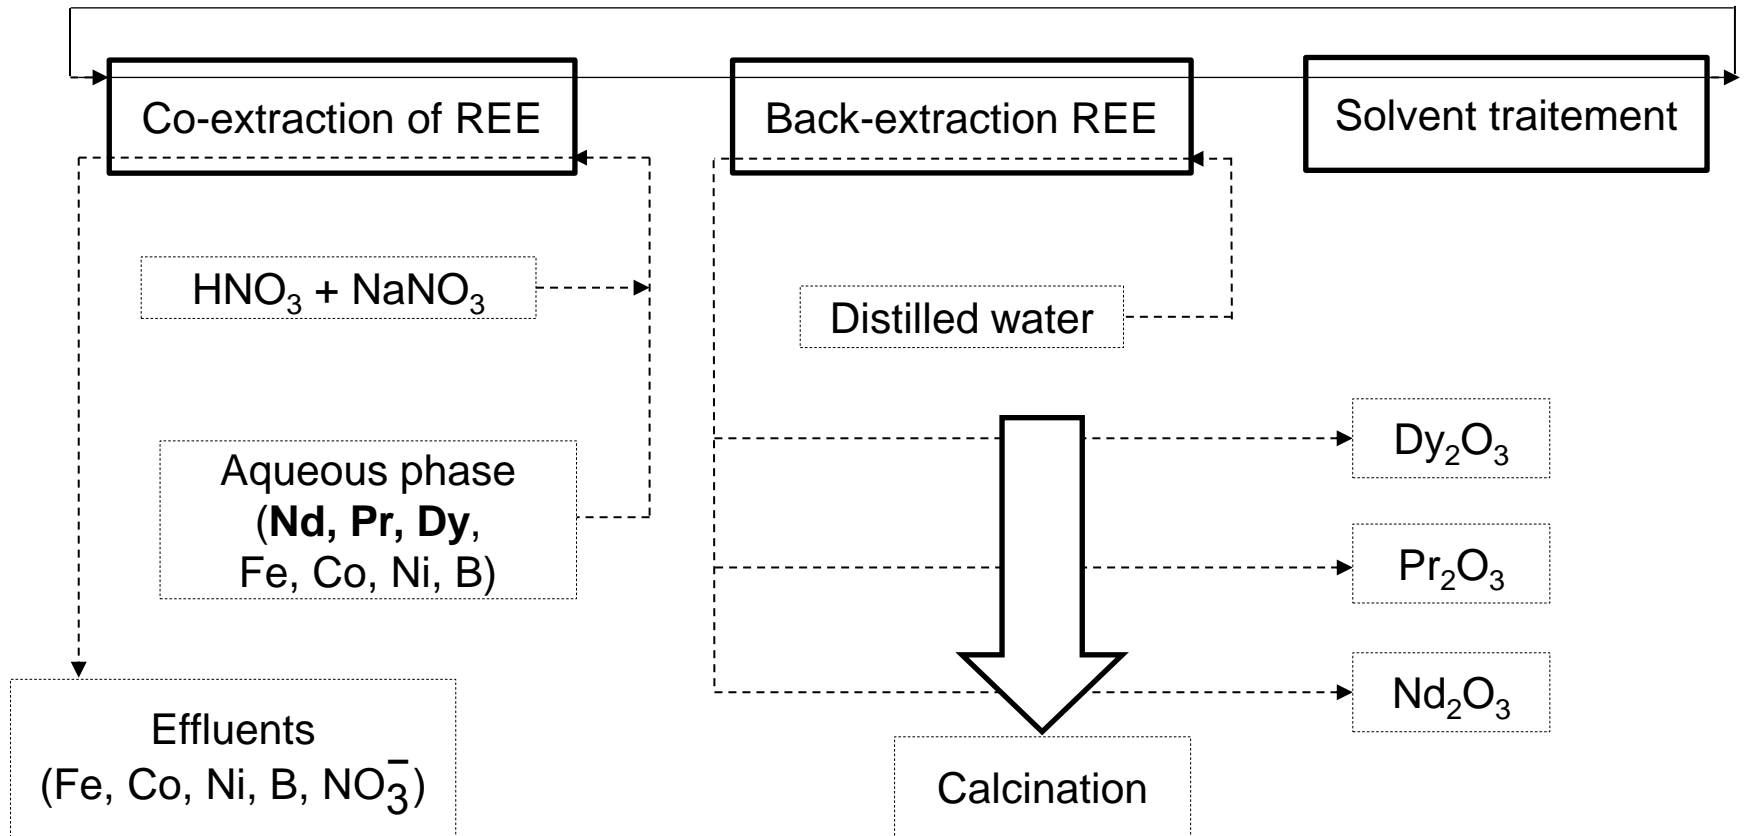 Co-extraction of REE
Back-extraction REE
Solvent traitement
HNO₃ + NaNO₃
Distilled water
Aqueous phase
(Nd, Pr, Dy,
Fe, Co, Ni, B)
Dy₂O₃
Pr₂O₃
Nd₂O₃
Effluents
(Fe, Co, Ni, B, NO₃⁻)
Calcination